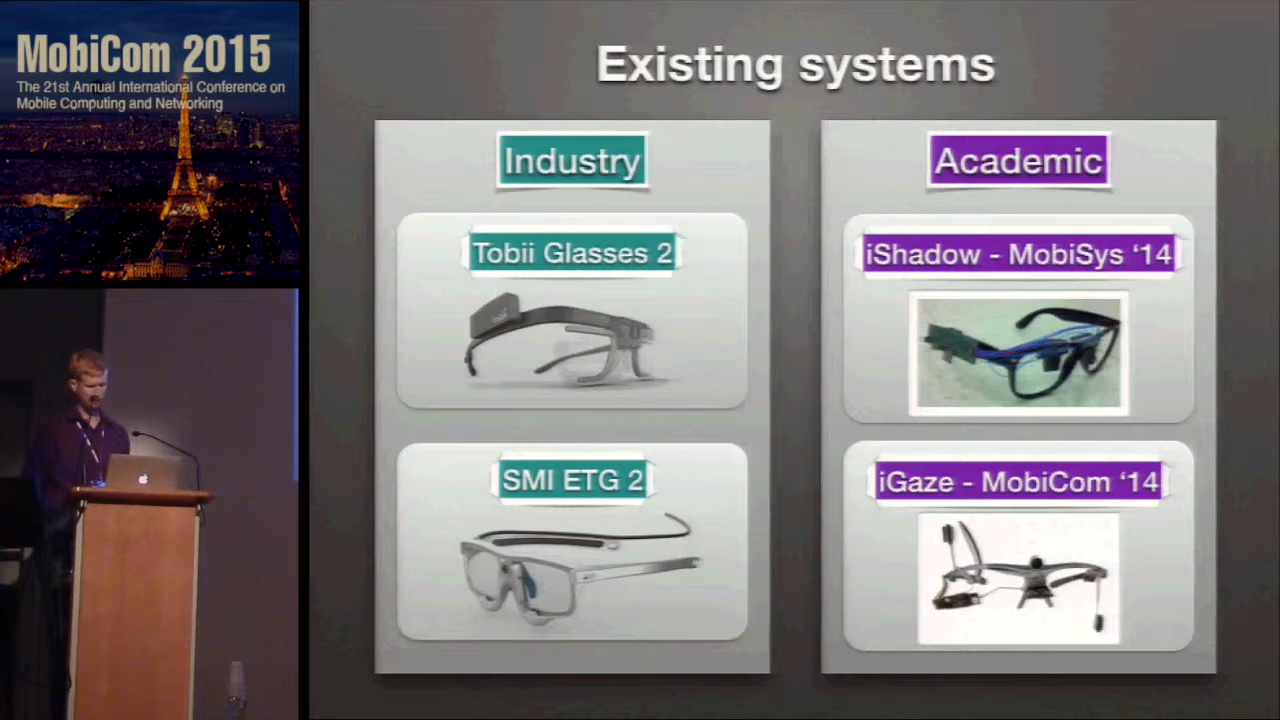 MobiCom 2015
The 21st Annual International Conference on
Mobile Computing and Networking
Existing systems
Industry
Tobii Glasses 2
SMI ETG 2
Academic
iShadow - MobiSys ‘14
iGaze - MobiCom ‘14